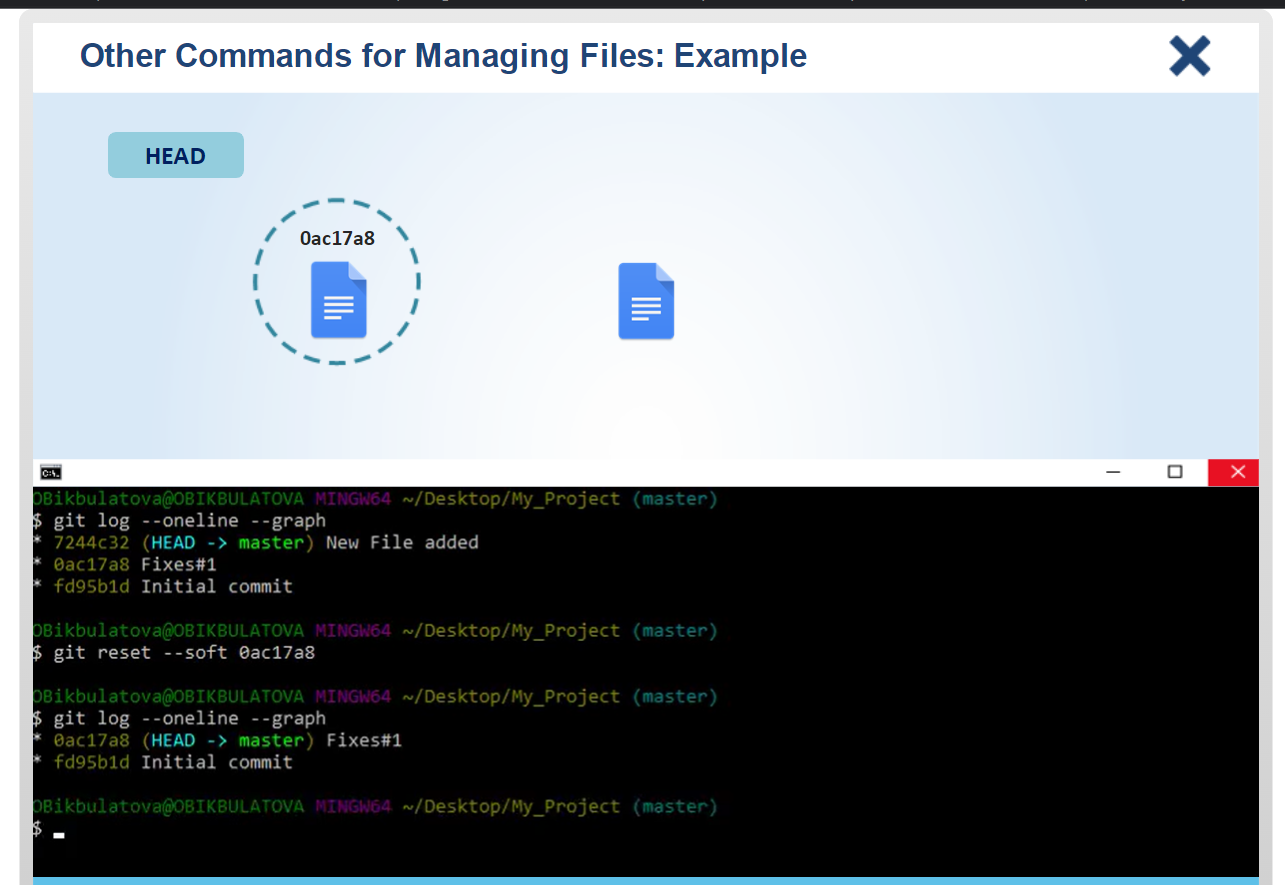 Other Commands for Managing Files: Example
HEAD
0ac17a8
C:\.
OBikbulatova@OBIKBULATOVA MINGW64 ~/Desktop/My_Project (master)
$ git log --oneline --graph
* 7244c32 (HEAD -> master) New File added
* 0ac17a8 Fixes#1
* fd95b1d Initial commit
OBikbulatova@OBIKBULATOVA MINGW64 ~/Desktop/My_Project (master)
$ git reset --soft 0ac17a8
OBikbulatova@OBIKBULATOVA MINGW64 ~/Desktop/My_Project (master)
$ git log --oneline --graph
* 0ac17a8 (HEAD -> master) Fixes#1
* fd95b1d Initial commit
OBikbulatova@OBIKBULATOVA MINGW64 ~/Desktop/My_Project (master)
$